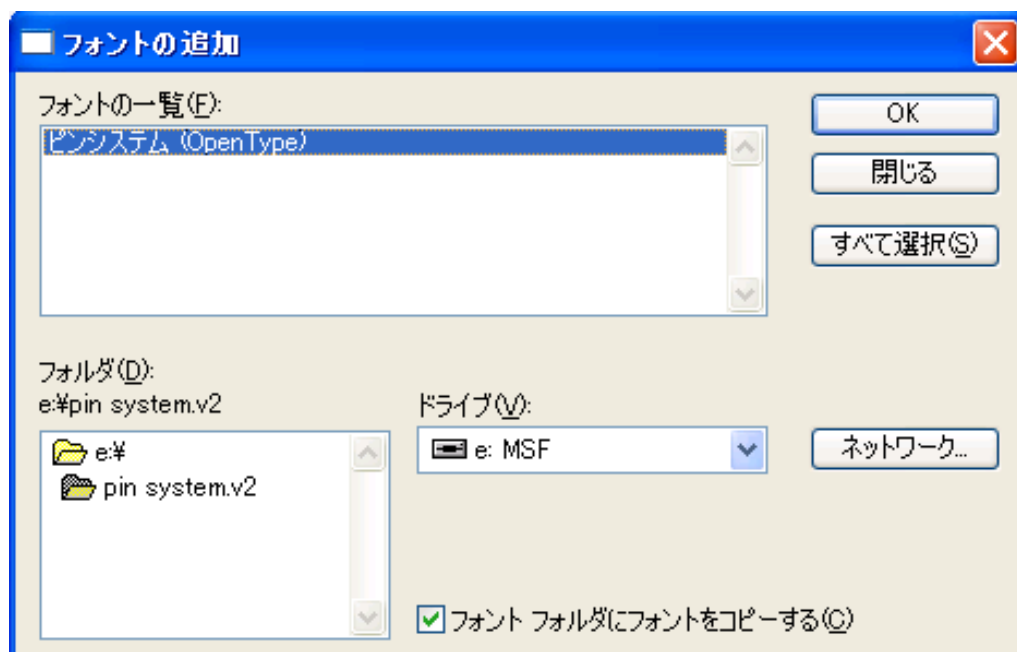 フォントの追加
フォントの一覧(F):
ピンシステム (OpenType)
OK
閉じる
すべて選択(S)
フォルダ(D):
e:¥pin system.v2
e:¥
pin system.v2
ドライブ(V):
e: MSF
ネットワーク...
フォント フォルダにフォントをコピーする(C)